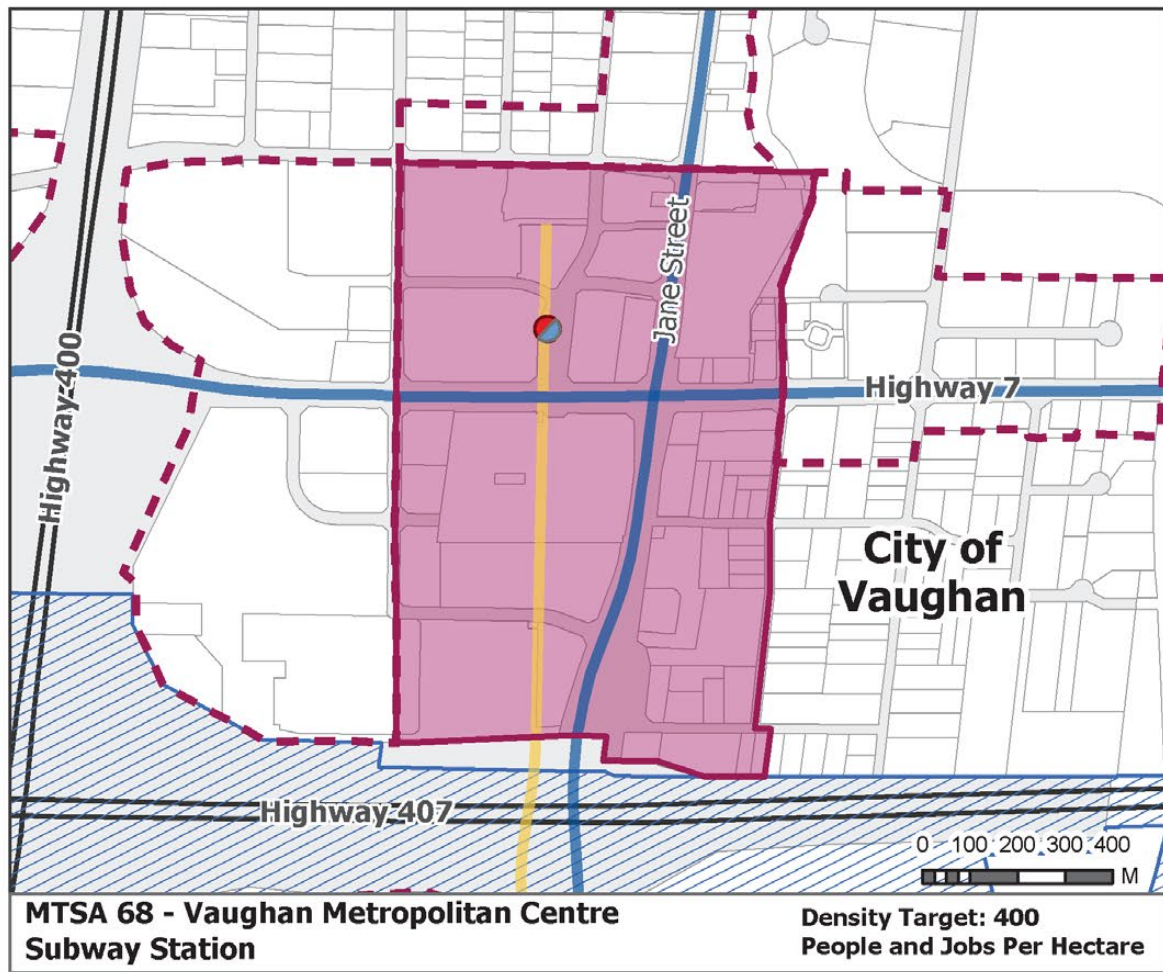 Jane Street
Highway 400
Highway 7
City of
Vaughan
Highway 407
0 100 200 300 400
M
MTSA 68 - Vaughan Metropolitan Centre
Subway Station
Density Target: 400
People and Jobs Per Hectare